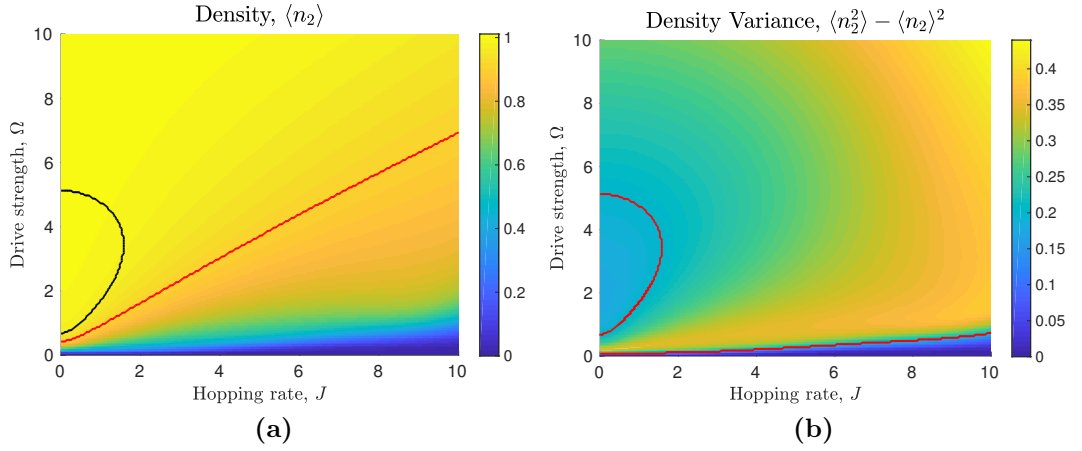 Density, ⟨n₂⟩
10
8
6
4
2
0
0 2 4 6 8 10
Drive strength, Ω
Hopping rate, J
1
0.8
0.6
0.4
0.2
0
(a)
Density Variance, ⟨n₂²⟩ − ⟨n₂⟩²
10
8
6
4
2
0
0 2 4 6 8 10
Drive strength, Ω
Hopping rate, J
0.4
0.35
0.3
0.25
0.2
0.15
0.1
0.05
0
(b)